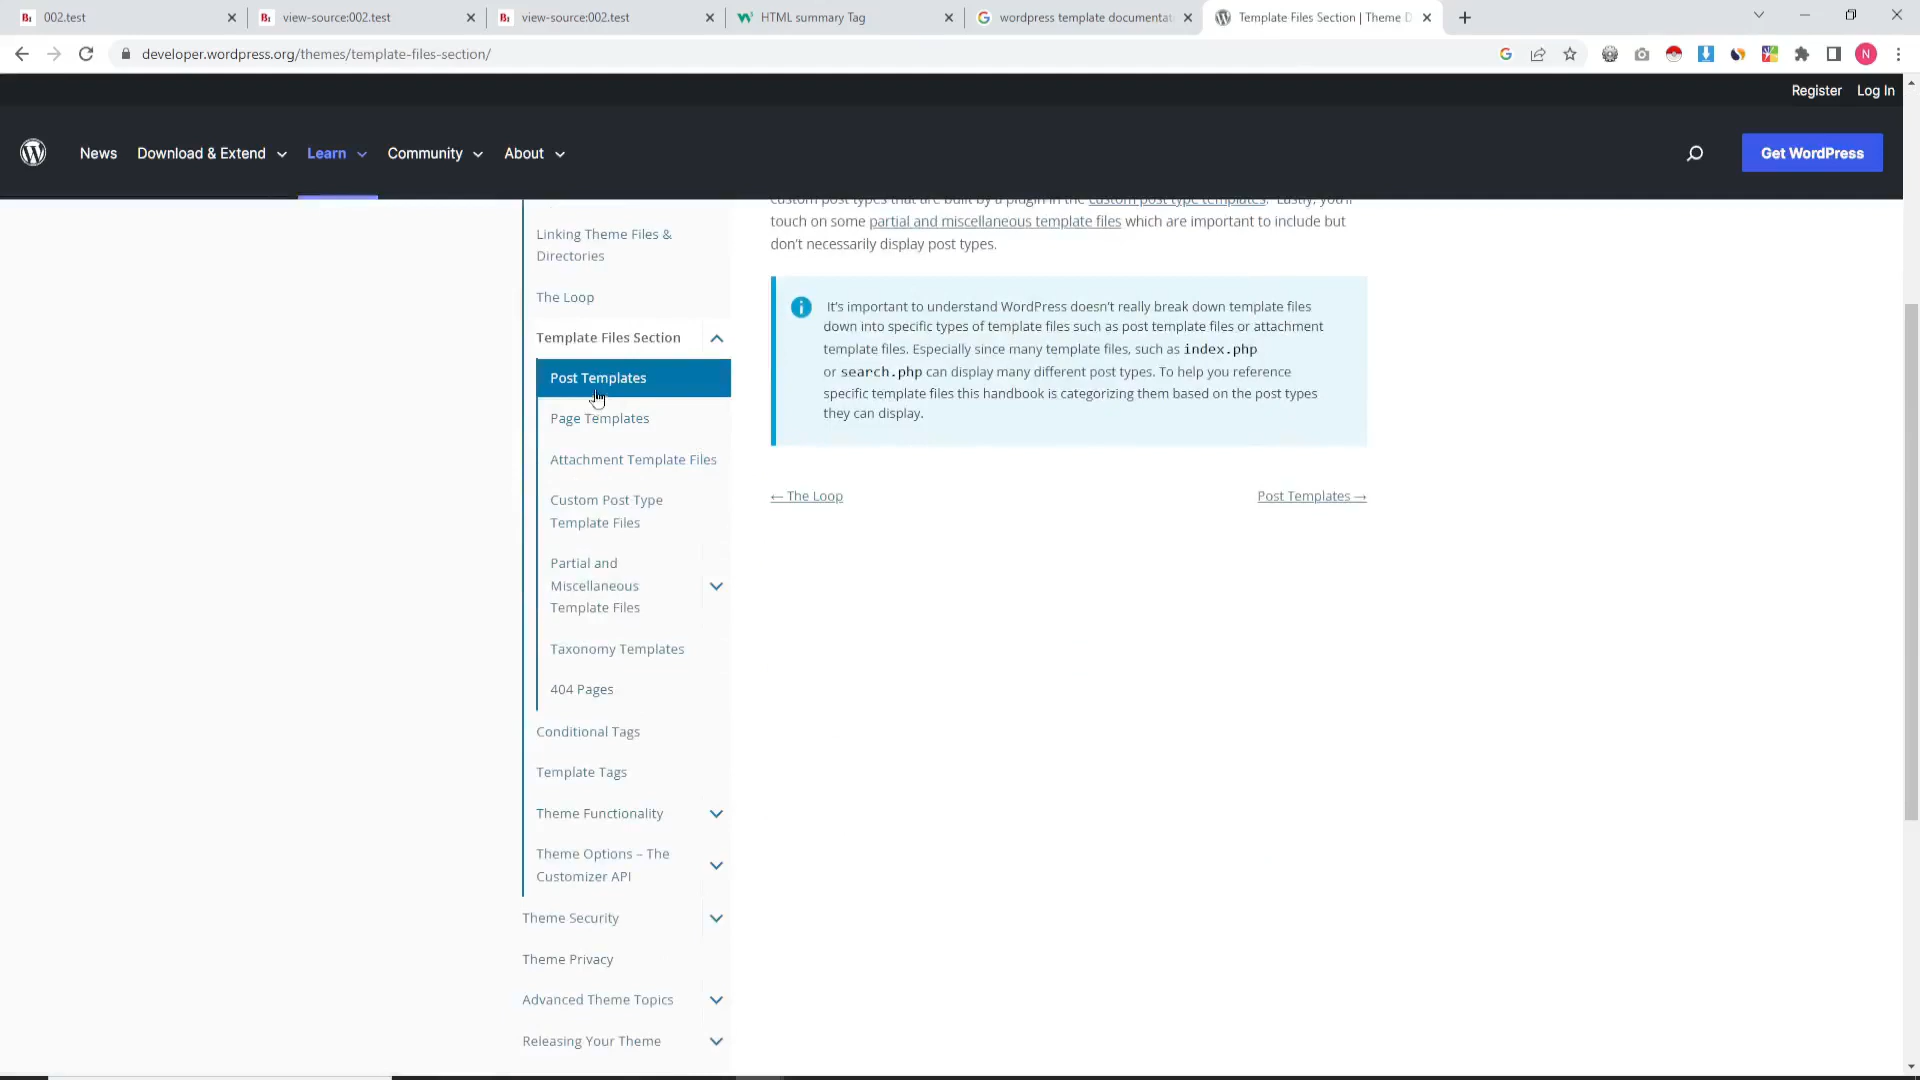 002.test
view-source:002.test
view-source:002.test
HTML summary Tag
wordpress template documentat
Template Files Section | Theme D
developer.wordpress.org/themes/template-files-section/
Register Log In
News Download & Extend Learn Community About
Get WordPress
custom post types that are built by a plugin in the custom post type templates. Lastly, you'll
touch on some partial and miscellaneous template files which are important to include but
don't necessarily display post types.
It's important to understand WordPress doesn't really break down template files
down into specific types of template files such as post template files or attachment
template files. Especially since many template files, such as index.php
or search.php can display many different post types. To help you reference
specific template files this handbook is categorizing them based on the post types
they can display.
← The Loop
Post Templates →
Linking Theme Files &
Directories
The Loop
Template Files Section
Post Templates
Page Templates
Attachment Template Files
Custom Post Type
Template Files
Partial and
Miscellaneous
Template Files
Taxonomy Templates
404 Pages
Conditional Tags
Template Tags
Theme Functionality
Theme Options – The
Customizer API
Theme Security
Theme Privacy
Advanced Theme Topics
Releasing Your Theme